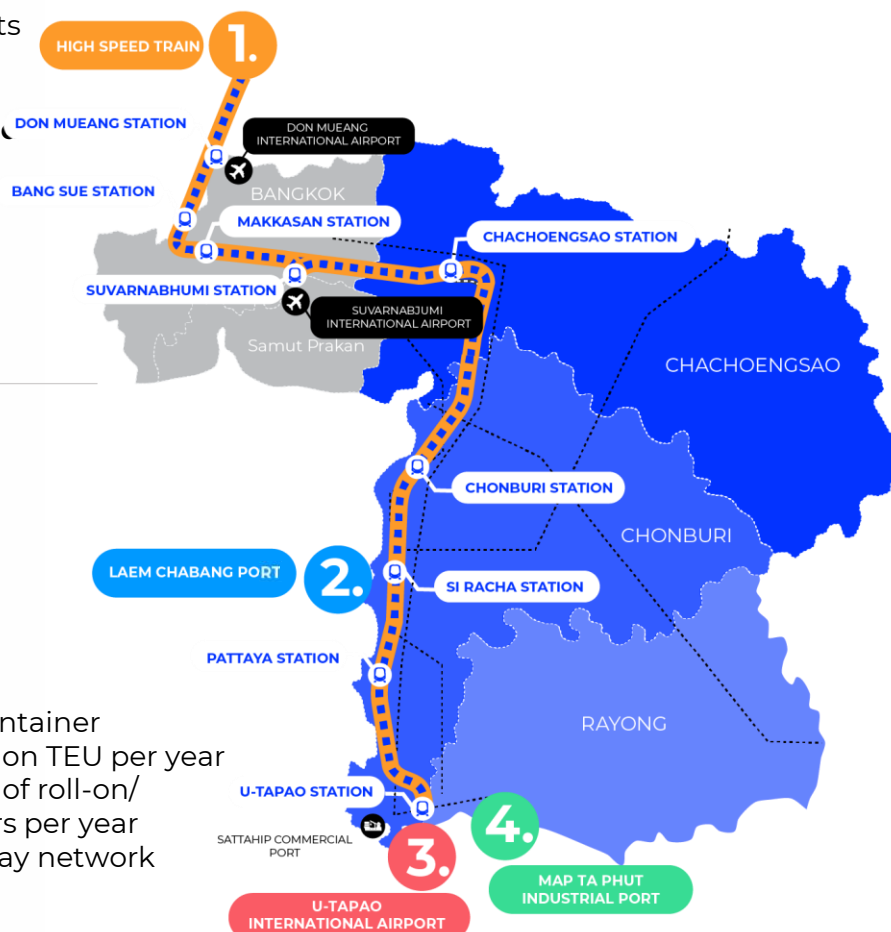 ts
HIGH SPEED TRAIN
1.
DON MUEANG STATION
DON MUEANG
INTERNATIONAL AIRPORT
BANG SUE STATION
BANGKOK
MAKKASAN STATION
CHACHOENGSAO STATION
SUVARNABHUMI STATION
SUVARNABJUMI
INTERNATIONAL AIRPORT
Samut Prakan
CHACHOENGSAO
CHONBURI STATION
CHONBURI
LAEM CHABANG PORT
2.
SI RACHA STATION
PATTAYA STATION
RAYONG
ntainer
on TEU per year
of roll-on/
rs per year
ay network
U-TAPAO STATION
SATTAHIP COMMERCIAL
PORT
3.
4.
MAP TA PHUT
INDUSTRIAL PORT
U-TAPAO
INTERNATIONAL AIRPORT